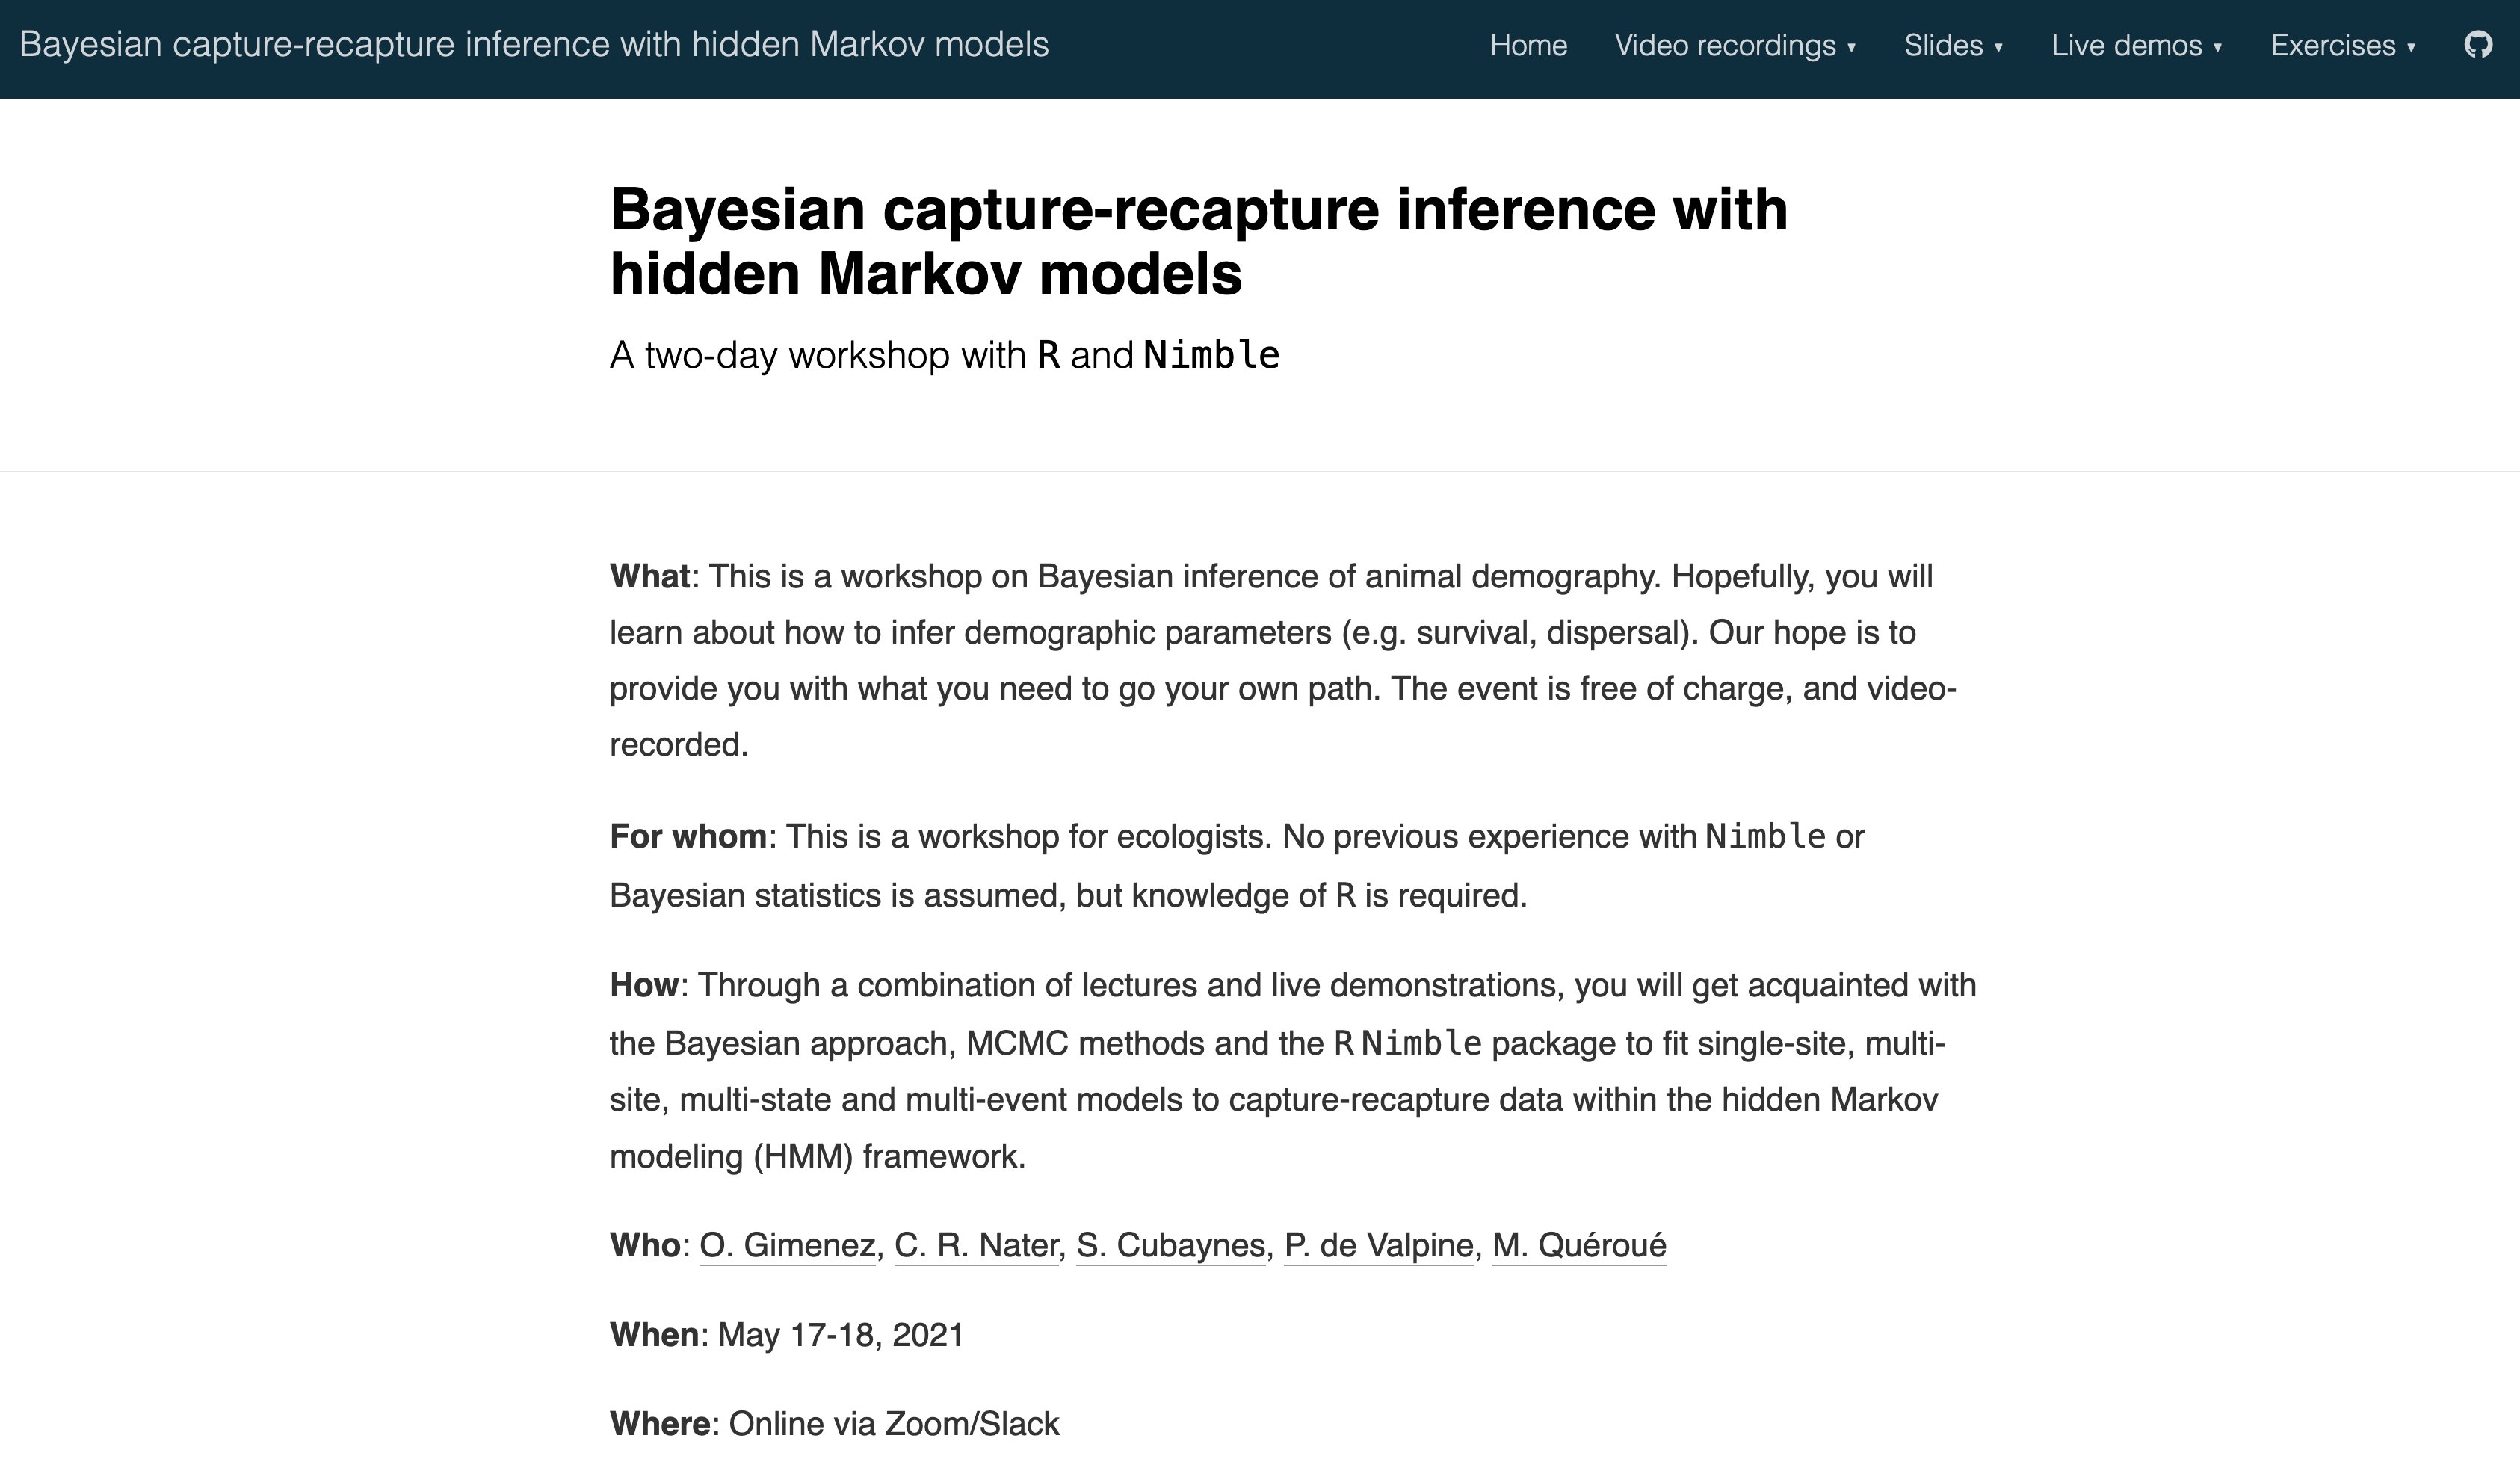 Bayesian capture-recapture inference with hidden Markov models
Home Video recordings ▾ Slides ▾ Live demos ▾ Exercises ▾
Bayesian capture-recapture inference with
hidden Markov models
A two-day workshop with R and Nimble
What: This is a workshop on Bayesian inference of animal demography. Hopefully, you will
learn about how to infer demographic parameters (e.g. survival, dispersal). Our hope is to
provide you with what you need to go your own path. The event is free of charge, and video-
recorded.
For whom: This is a workshop for ecologists. No previous experience with Nimble or
Bayesian statistics is assumed, but knowledge of R is required.
How: Through a combination of lectures and live demonstrations, you will get acquainted with
the Bayesian approach, MCMC methods and the R Nimble package to fit single-site, multi-
site, multi-state and multi-event models to capture-recapture data within the hidden Markov
modeling (HMM) framework.
Who: O. Gimenez, C. R. Nater, S. Cubaynes, P. de Valpine, M. Quéroué
When: May 17-18, 2021
Where: Online via Zoom/Slack